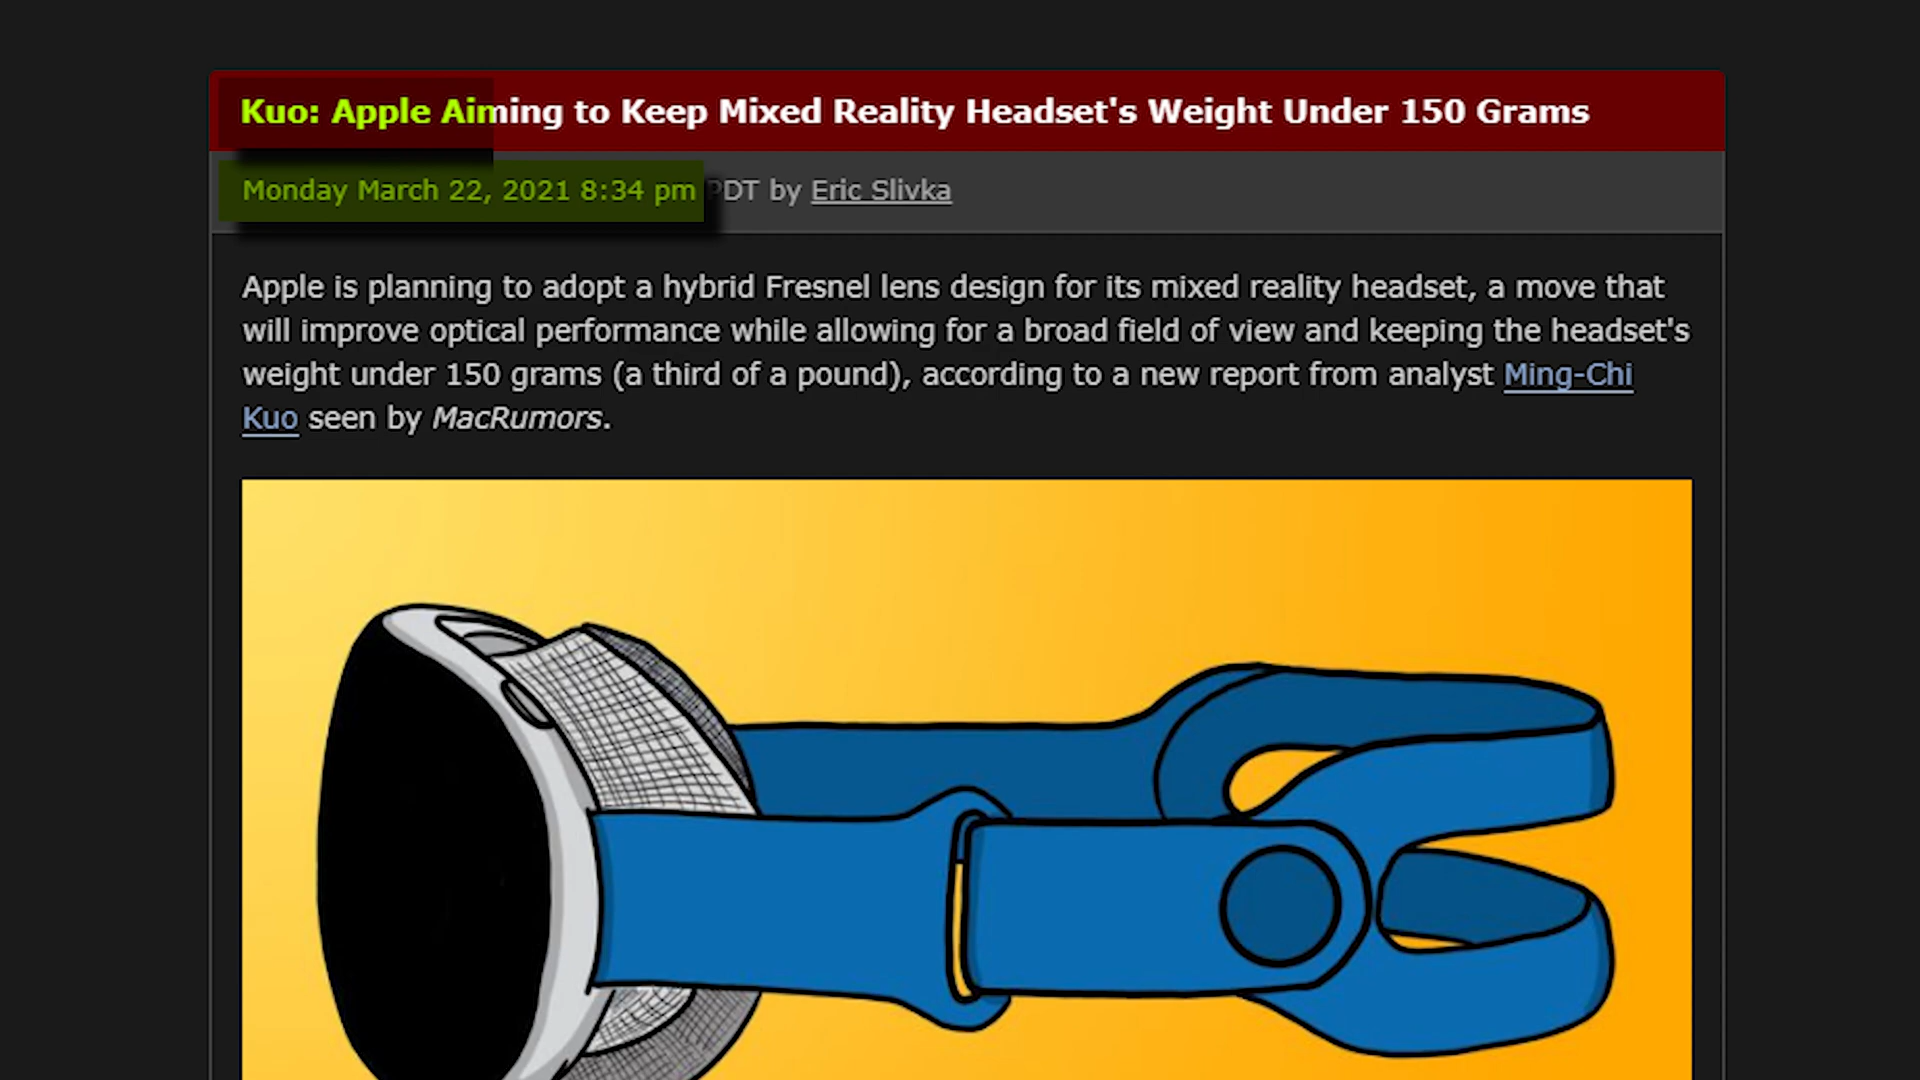 Kuo: Apple Aiming to Keep Mixed Reality Headset's Weight Under 150 Grams
Monday March 22, 2021 8:34 pm PDT by Eric Slivka
Apple is planning to adopt a hybrid Fresnel lens design for its mixed reality headset, a move that
will improve optical performance while allowing for a broad field of view and keeping the headset's
weight under 150 grams (a third of a pound), according to a new report from analyst Ming-Chi
Kuo seen by MacRumors.